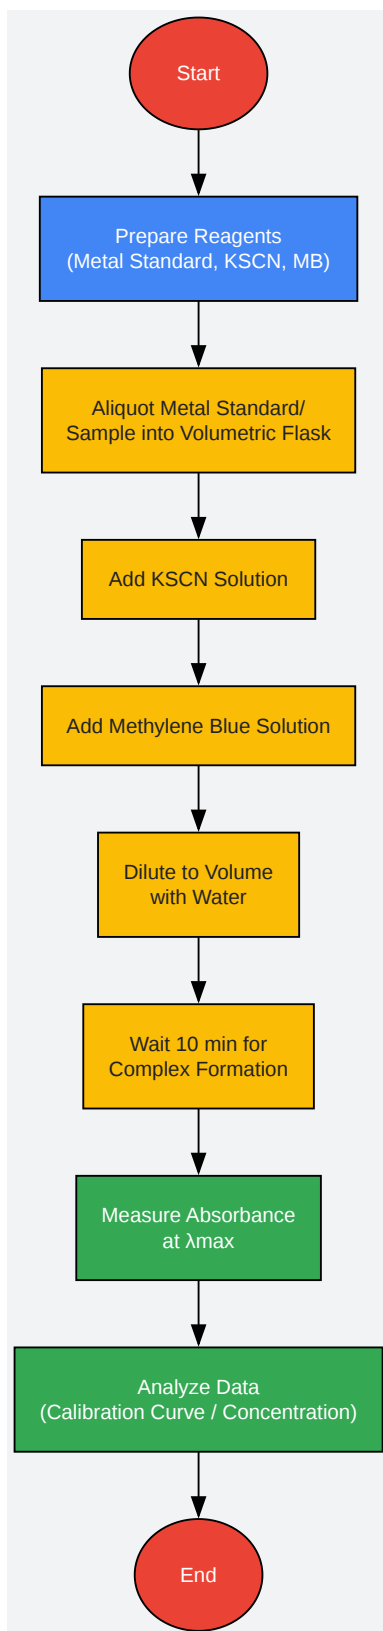 Start
Prepare Reagents
(Metal Standard, KSCN, MB)
Aliquot Metal Standard/
Sample into Volumetric Flask
Add KSCN Solution
Add Methylene Blue Solution
Dilute to Volume
with Water
Wait 10 min for
Complex Formation
Measure Absorbance
at λmax
Analyze Data
(Calibration Curve / Concentration)
End